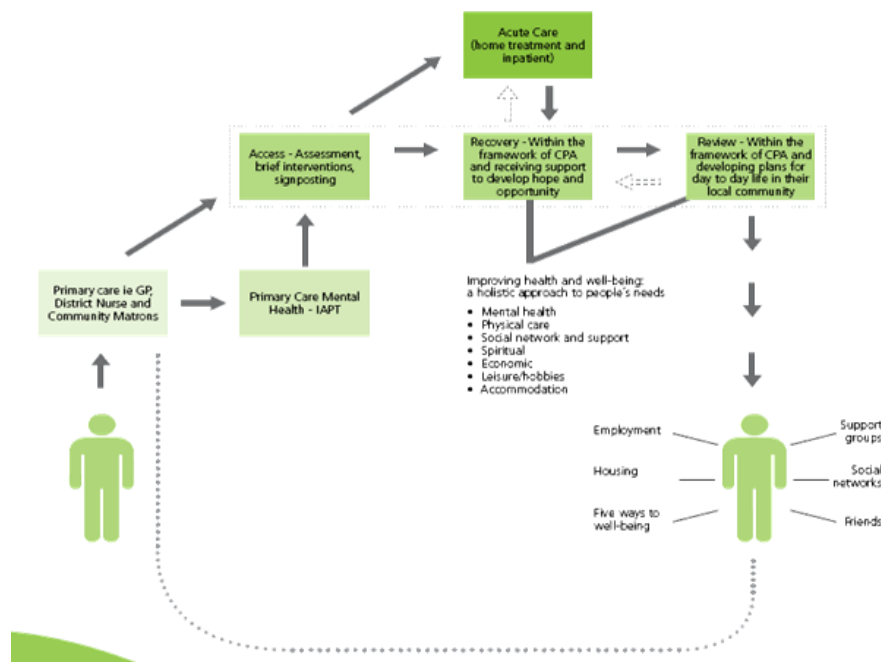 Acute Care
(home treatment and
inpatient)
Access - Assessment,
brief interventions,
signposting
Recovery - Within the
framework of CPA
and receiving support
to develop hope and
opportunity
Review - Within the
framework of CPA and
developing plans for
day to day life in their
local community
Primary care ie GP,
District Nurse and
Community Matrons
Primary Care Mental
Health - IAPT
Improving health and well-being:
a holistic approach to people's needs
• Mental health
• Physical care
• Social network and support
• Spiritual
• Economic
• Leisure/hobbies
• Accommodation
Employment
Housing
Five ways to
well-being
Support
groups
Social
networks
Friends